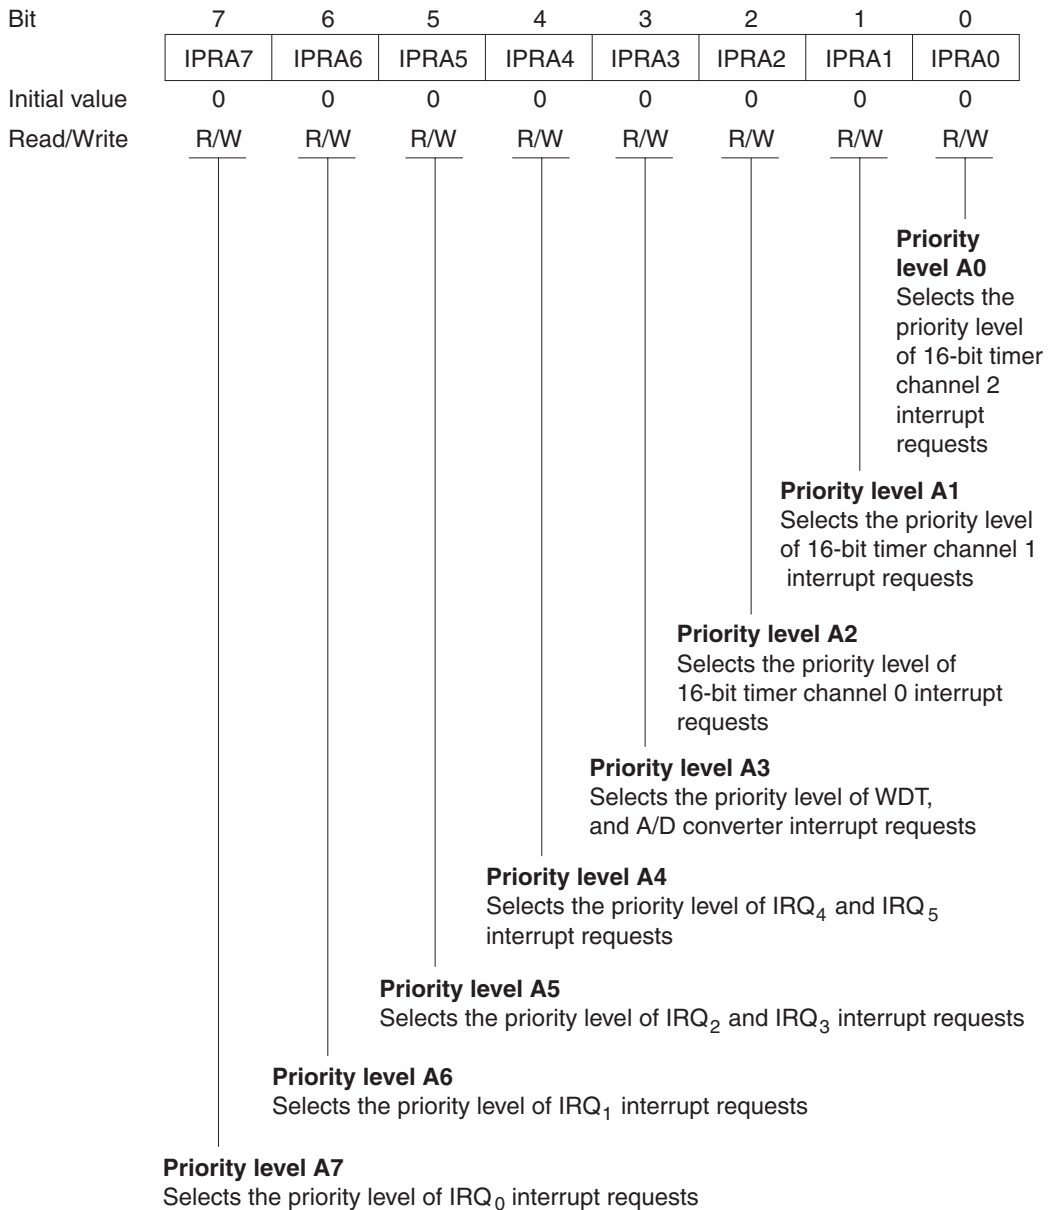 Bit 7 6 5 4 3 2 1 0
IPRA7 IPRA6 IPRA5 IPRA4 IPRA3 IPRA2 IPRA1 IPRA0
Initial value 0 0 0 0 0 0 0 0
Read/Write R/W R/W R/W R/W R/W R/W R/W R/W
Priority
level A0
Selects the
priority level
of 16-bit timer
channel 2
interrupt
requests
Priority level A1
Selects the priority level
of 16-bit timer channel 1
interrupt requests
Priority level A2
Selects the priority level of
16-bit timer channel 0 interrupt
requests
Priority level A3
Selects the priority level of WDT,
and A/D converter interrupt requests
Priority level A4
Selects the priority level of IRQ4 and IRQ5
interrupt requests
Priority level A5
Selects the priority level of IRQ2 and IRQ3 interrupt requests
Priority level A6
Selects the priority level of IRQ1 interrupt requests
Priority level A7
Selects the priority level of IRQ0 interrupt requests